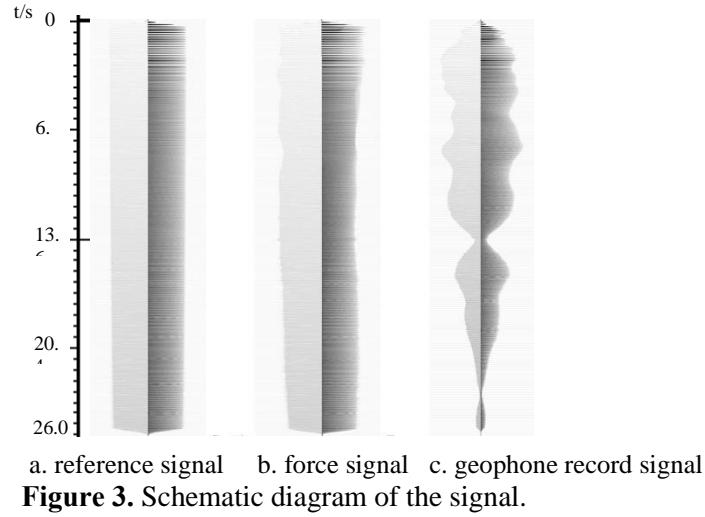 t/s
0
6.
13.
20.
26.0
a. reference signal b. force signal c. geophone record signal
Figure 3. Schematic diagram of the signal.